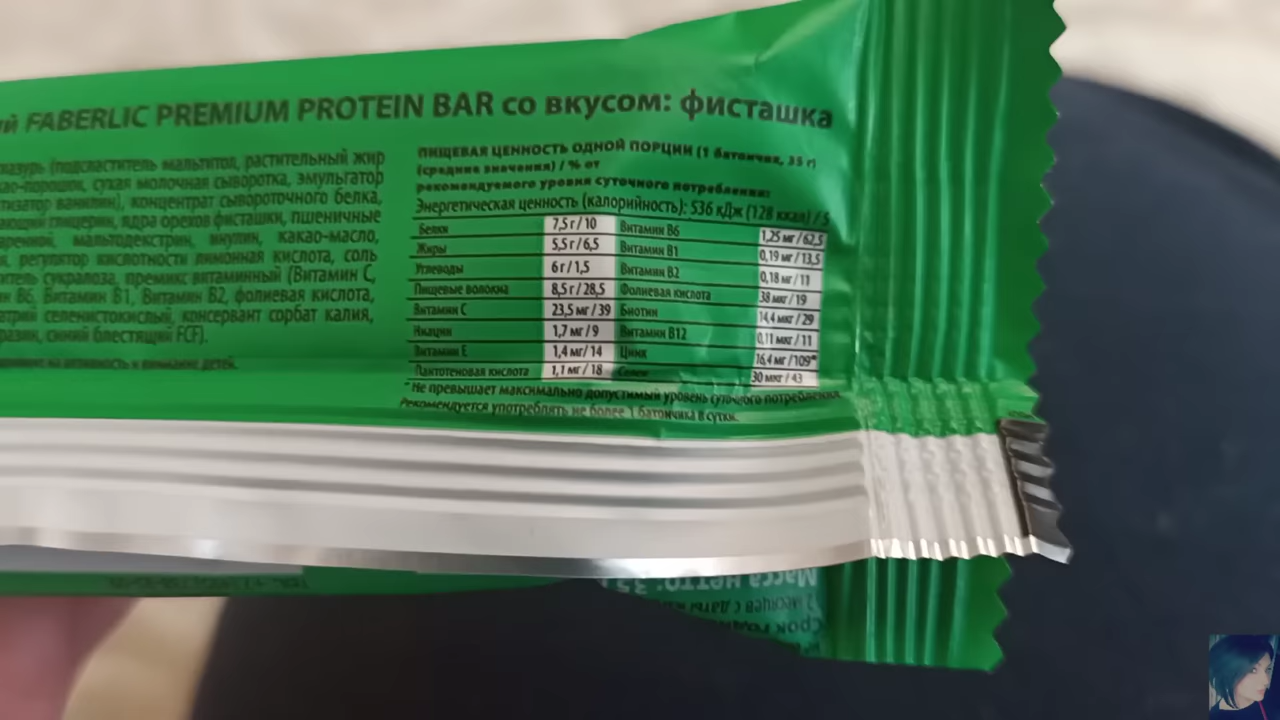 ый FABERLIC PREMIUM PROTEIN BAR со вкусом: фисташка
глазурь (подсластитель мальтитол, растительный жир
какао-порошок, сухая молочная сыворотка, эмульгатор
ванилин), концентрат сывороточного белка,
глицерин, ядра орехов фисташки, пшеничные
мальтодекстрин, инулин, какао-масло,
регулятор кислотности лимонная кислота, соль
сукралоза, премикс витаминный (Витамин С,
В6, Витамин В1, Витамин В2, фолиевая кислота,
селенистокислый, консервант сорбат калия,
синий блестящий FCF).
ПИЩЕВАЯ ЦЕННОСТЬ ОДНОЙ ПОРЦИИ (1 батончик, 35 г)
(средние значения) / % от
рекомендуемого уровня суточного потребления:
Энергетическая ценность (калорийность): 536 кДж (128 ккал) / 5
Белки 7,5 г / 10 Витамин В6 1,25 мг / 62,5
Жиры 5,5 г / 6,5 Витамин В1 0,19 мг / 13,5
Углеводы 6 г / 1,5 Витамин В2 0,18 мг / 11
Пищевые волокна 8,5 г / 28,5 Фолиевая кислота 38 мкг / 19
Витамин С 23,5 мг / 39 Биотин 14,4 мкг / 29
Ниацин 1,7 мг / 9 Витамин В12 0,11 мкг / 11
Витамин Е 1,4 мг / 14 Цинк 16,4 мг / 109*
Пантотеновая кислота 1,1 мг / 18 Селен 30 мкг / 43
*Не превышает максимально допустимый уровень суточного потребления.
Рекомендуется употреблять не более 1 батончика в сутки.
Масса нетто: 35
месяцев с даты
Срок годн